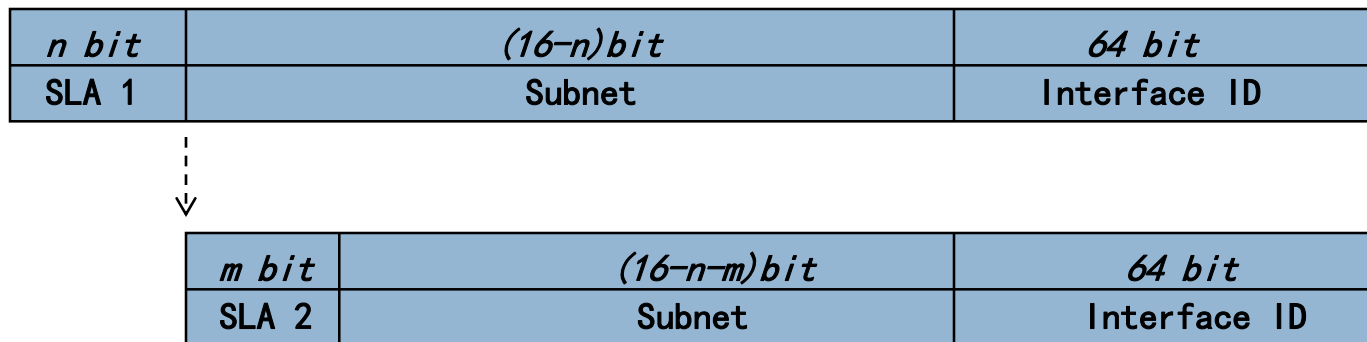 n bit (16-n)bit 64 bit
SLA 1 Subnet Interface ID
m bit (16-n-m)bit 64 bit
SLA 2 Subnet Interface ID